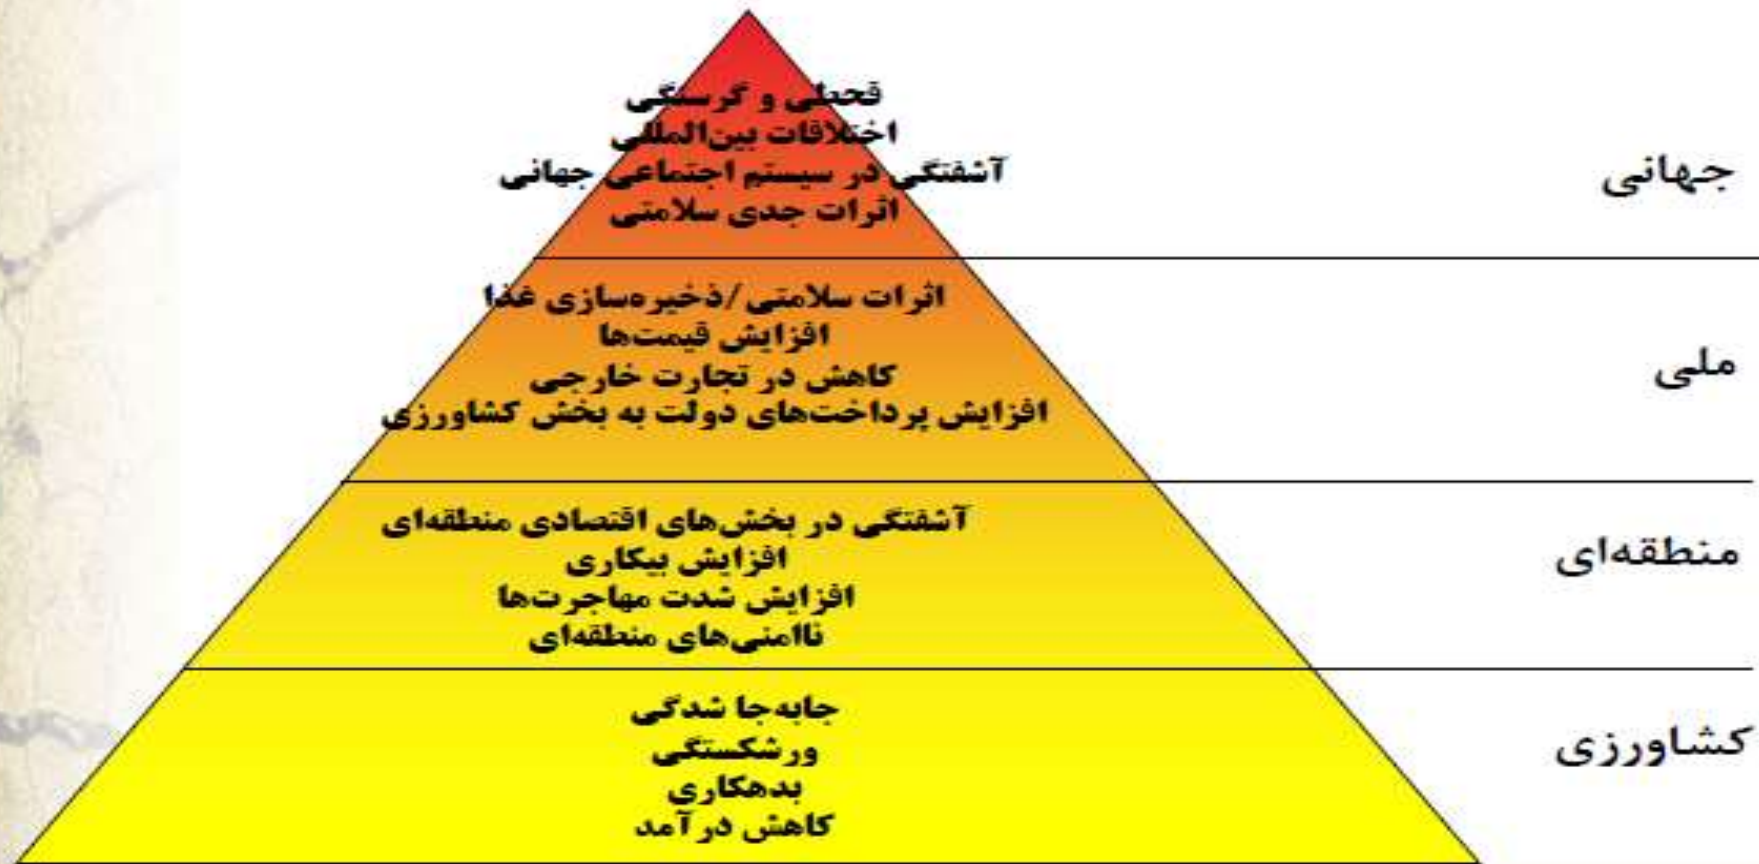 قحطی و گرسنگی
اختلافات بین‌المللی
آشفتگی در سیستم اجتماعی جهانی
اثرات جدی سلامتی
جهانی
اثرات سلامتی/ذخیره‌سازی غذا
افزایش قیمت‌ها
کاهش در تجارت خارجی
افزایش پرداخت‌های دولت به بخش کشاورزی
ملی
آشفتگی در بخش‌های اقتصادی منطقه‌ای
افزایش بیکاری
افزایش شدت مهاجرت‌ها
ناامنی‌های منطقه‌ای
منطقه‌ای
جابه‌جا شدگی
ورشکستگی
بدهکاری
کاهش درآمد
کشاورزی